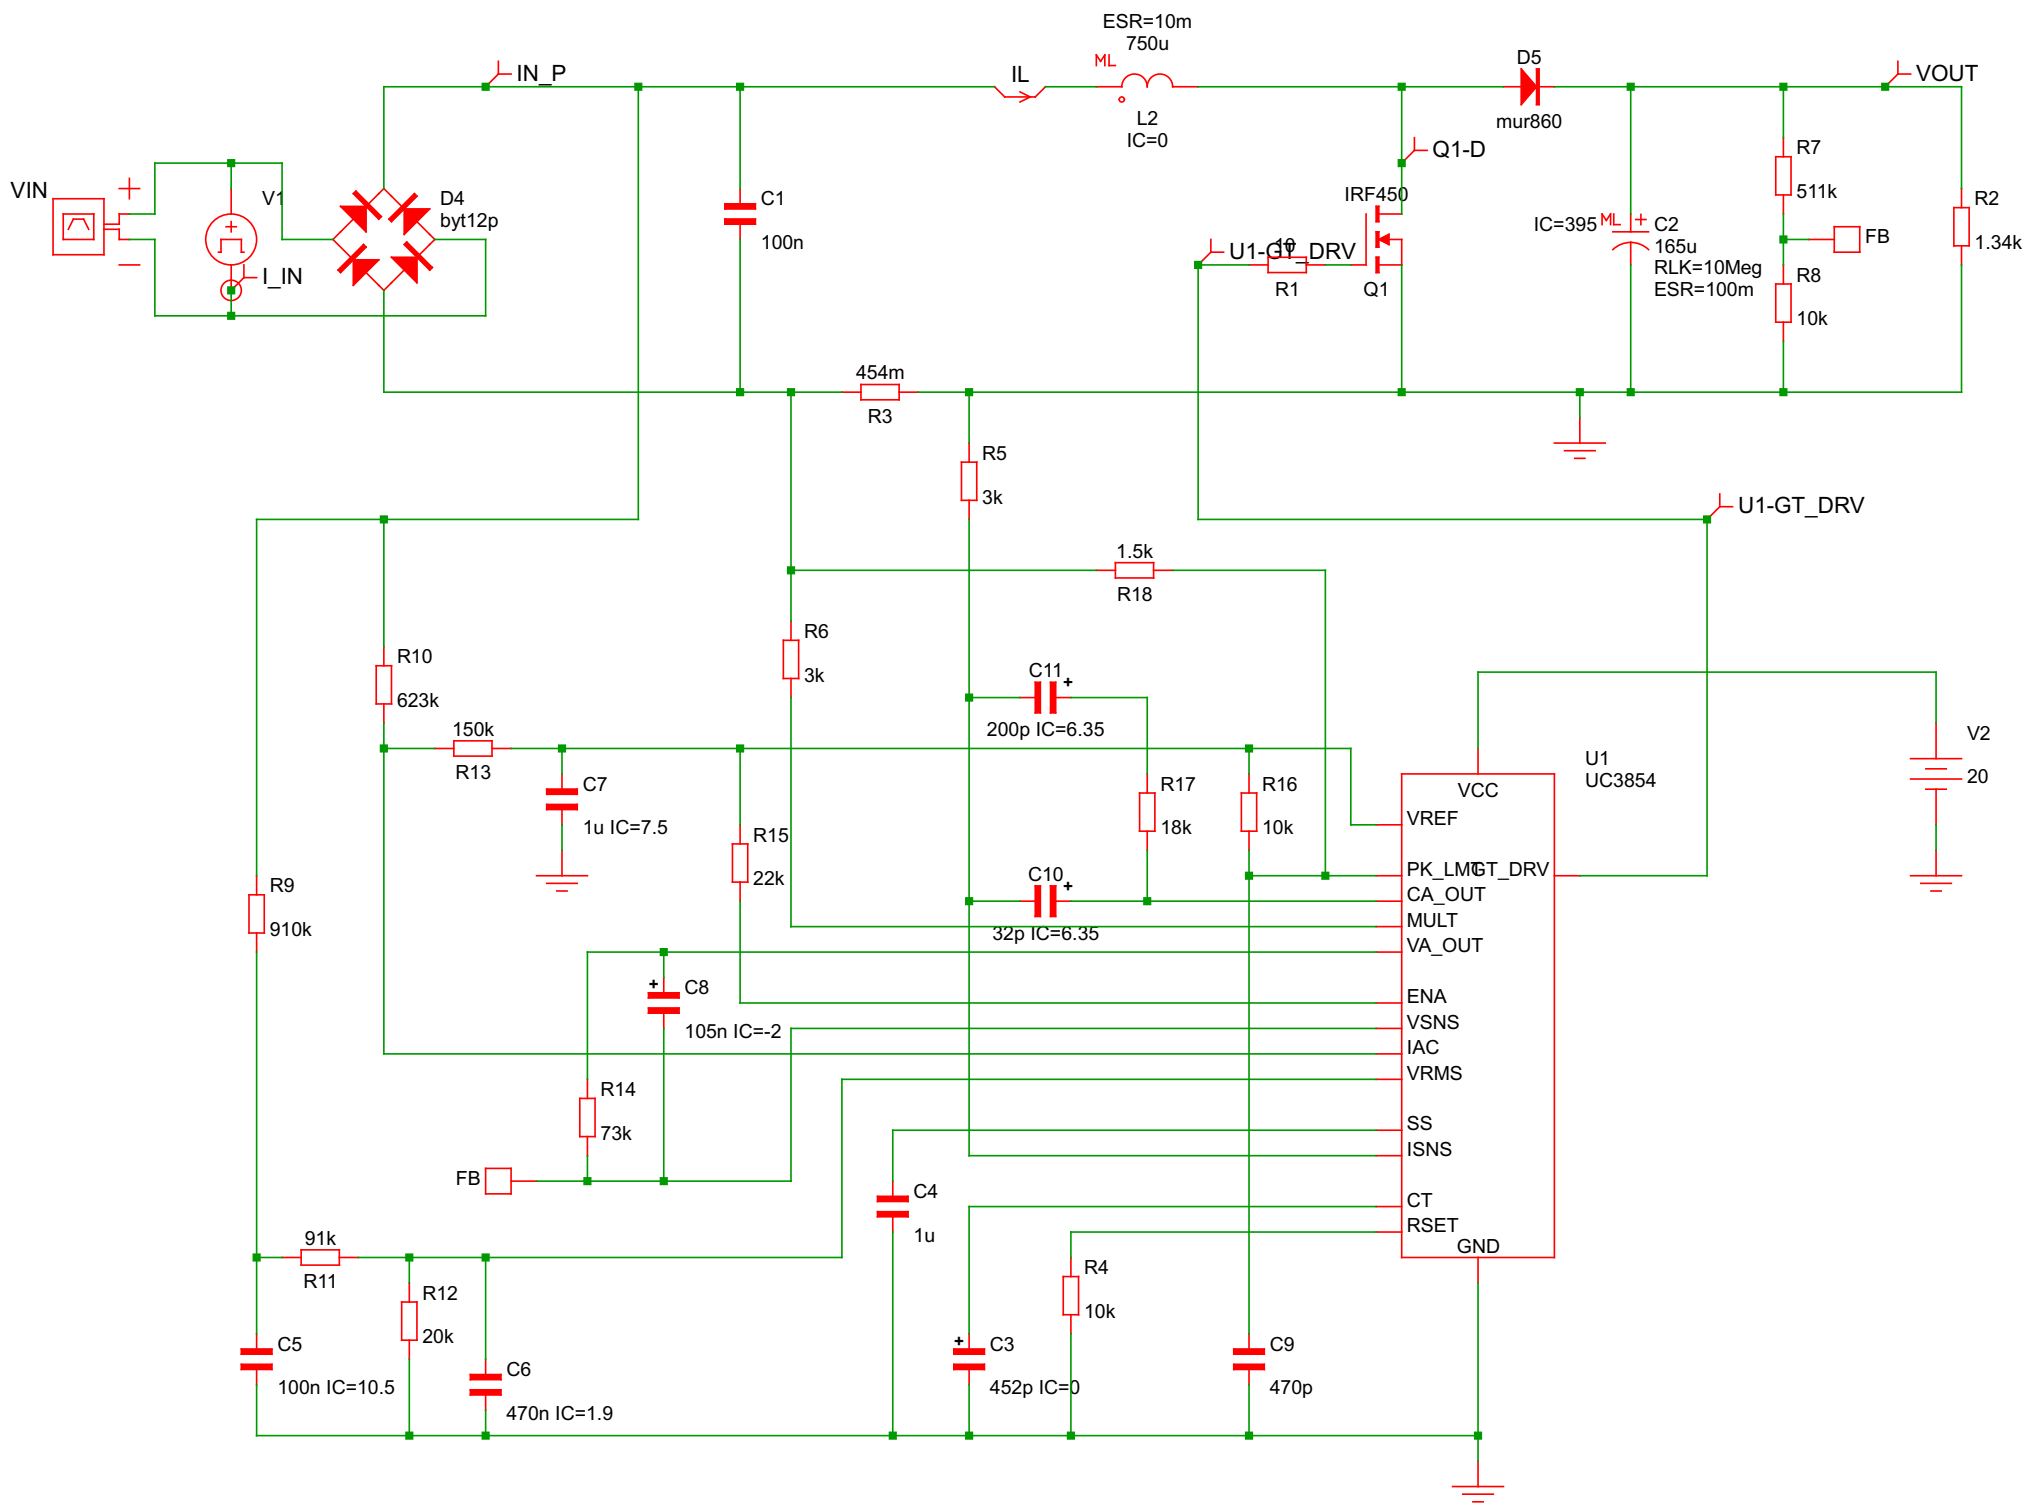 ESR=10m
750u
ML
L2
IC=0
IL
IN_P
D5
mur860
VOUT
VIN
V1
I_IN
D4
byt12p
C1
100n
Q1-D
IRF450
U1-GT_DRV
10
R1
Q1
IC=395
ML
C2
165u
RLK=10Meg
ESR=100m
R7
511k
FB
R8
10k
R2
1.34k
454m
R3
R5
3k
U1-GT_DRV
1.5k
R18
R6
3k
R10
623k
150k
R13
C11
200p IC=6.35
C7
1u IC=7.5
R15
22k
R17
18k
R16
10k
C10
32p IC=6.35
R9
910k
U1
UC3854
V2
20
VCC
VREF
PK_LMT
GT_DRV
CA_OUT
MULT
VA_OUT
ENA
VSNS
IAC
VRMS
SS
ISNS
CT
RSET
GND
C8
105n IC=-2
R14
73k
FB
C4
1u
91k
R11
R12
20k
C5
100n IC=10.5
C6
470n IC=1.9
R4
10k
C3
452p IC=0
C9
470p